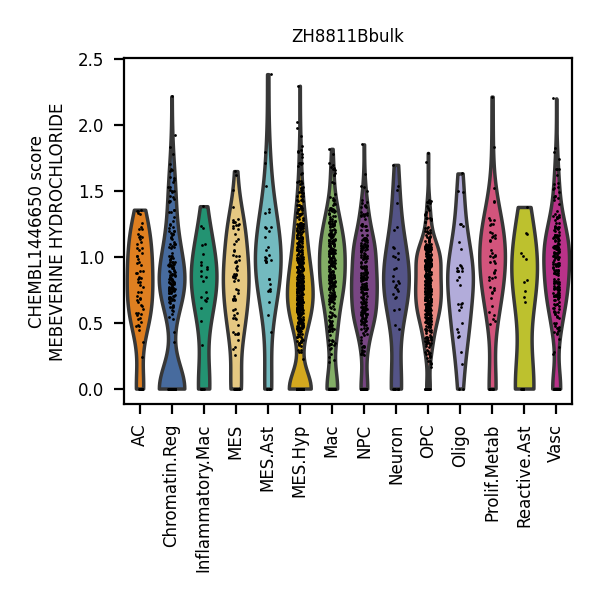 ZH8811Bbulk
CHEMBL1446650 score
MEBEVERINE HYDROCHLORIDE
2.5
2.0
1.5
1.0
0.5
0.0
AC
Chromatin.Reg
Inflammatory.Mac
MES
MES.Ast
MES.Hyp
Mac
NPC
Neuron
OPC
Oligo
Prolif.Metab
Reactive.Ast
Vasc